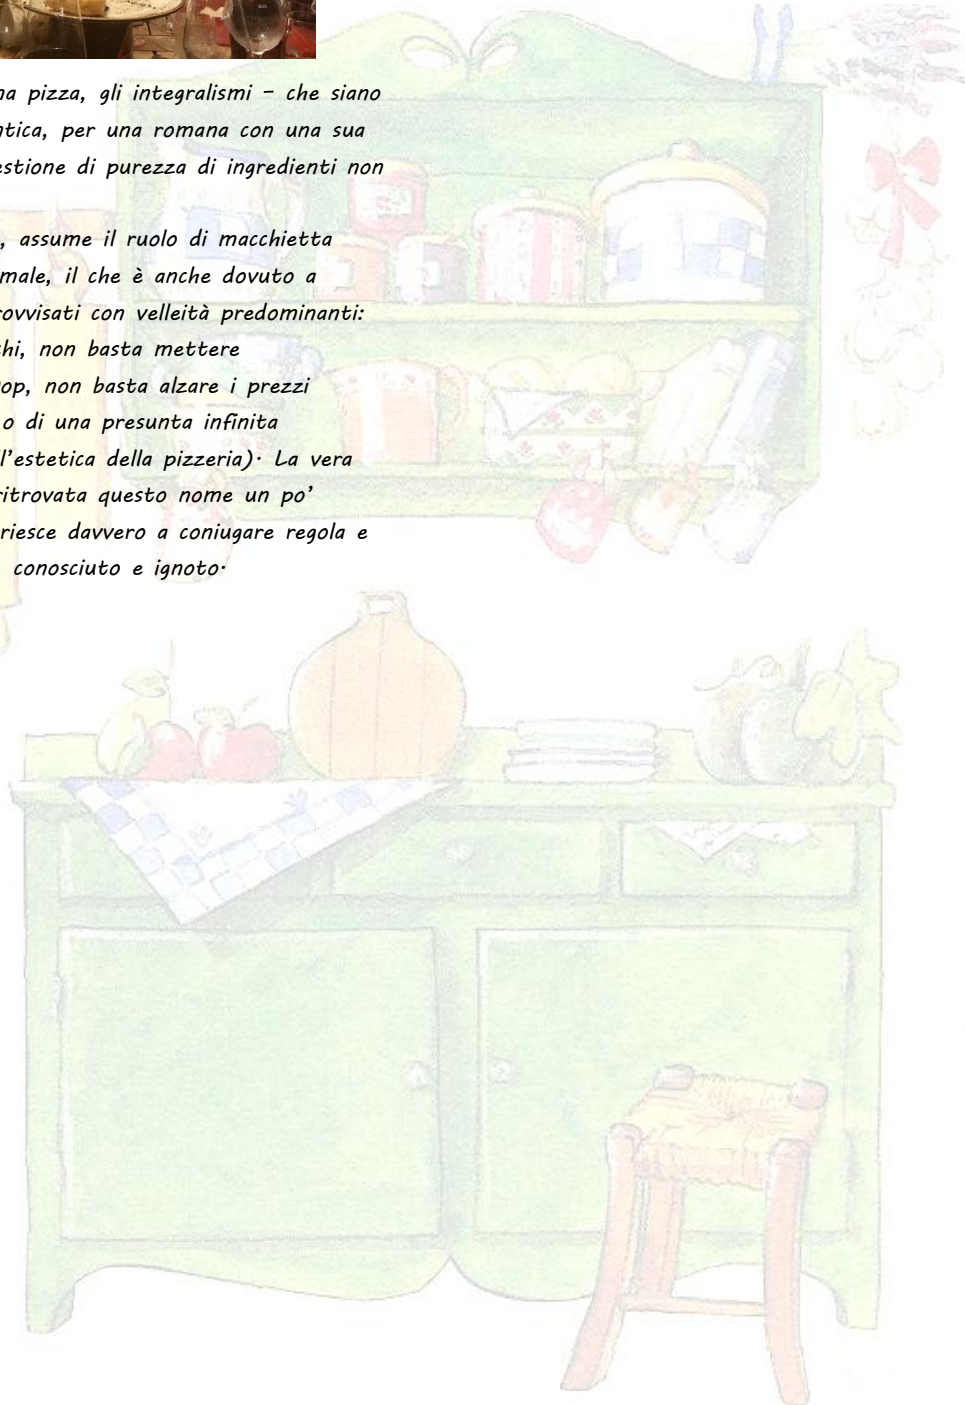 na pizza, gli integralismi – che siano
ntica, per una romana con una sua
estione di purezza di ingredienti non
, assume il ruolo di macchietta
male, il che è anche dovuto a
rovvisati con velleità predominanti:
chi, non basta mettere
op, non basta alzare i prezzi
o di una presunta infinita
l’estetica della pizzeria)· La vera
ritrovata questo nome un po’
riesce davvero a coniugare regola e
conosciuto e ignoto·